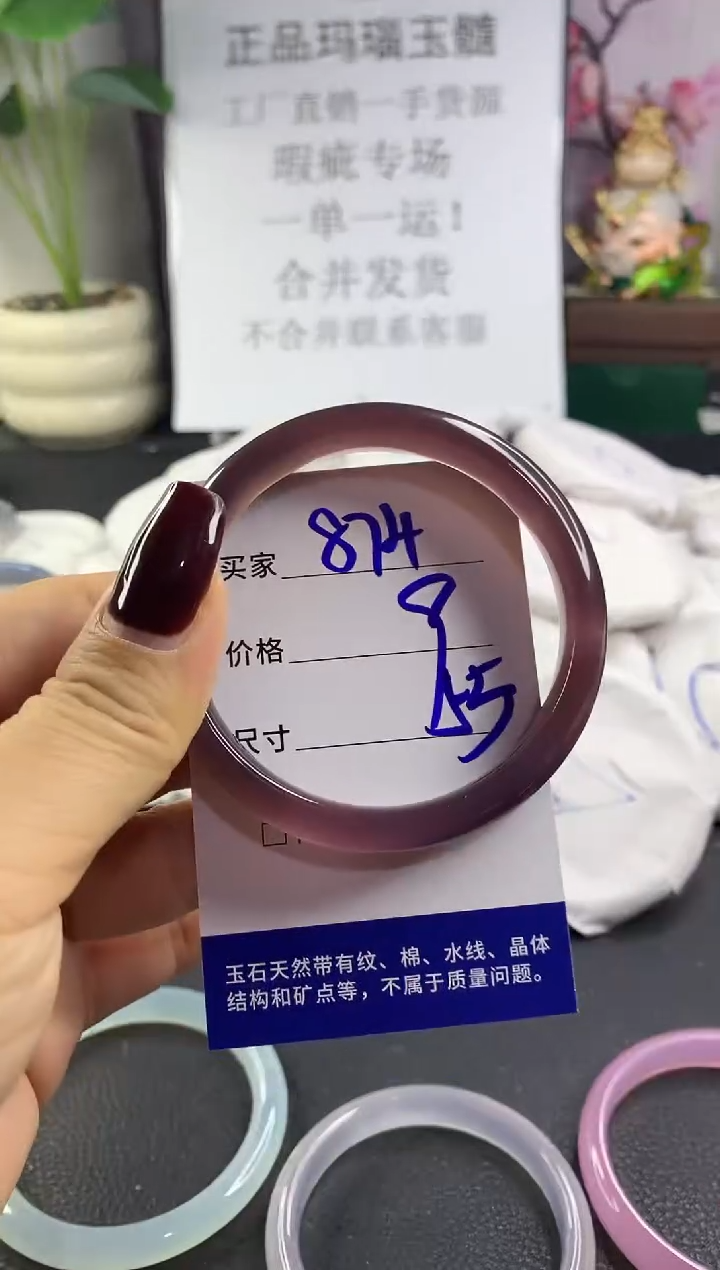 正品玛瑙玉髓
工厂直销一手货源
瑕疵专场
一单一运!
合并发货
不合并联系客服
买家 874
价格
尺寸
玉石天然带有纹、棉、水线、晶体
结构和矿点等，不属于质量问题。